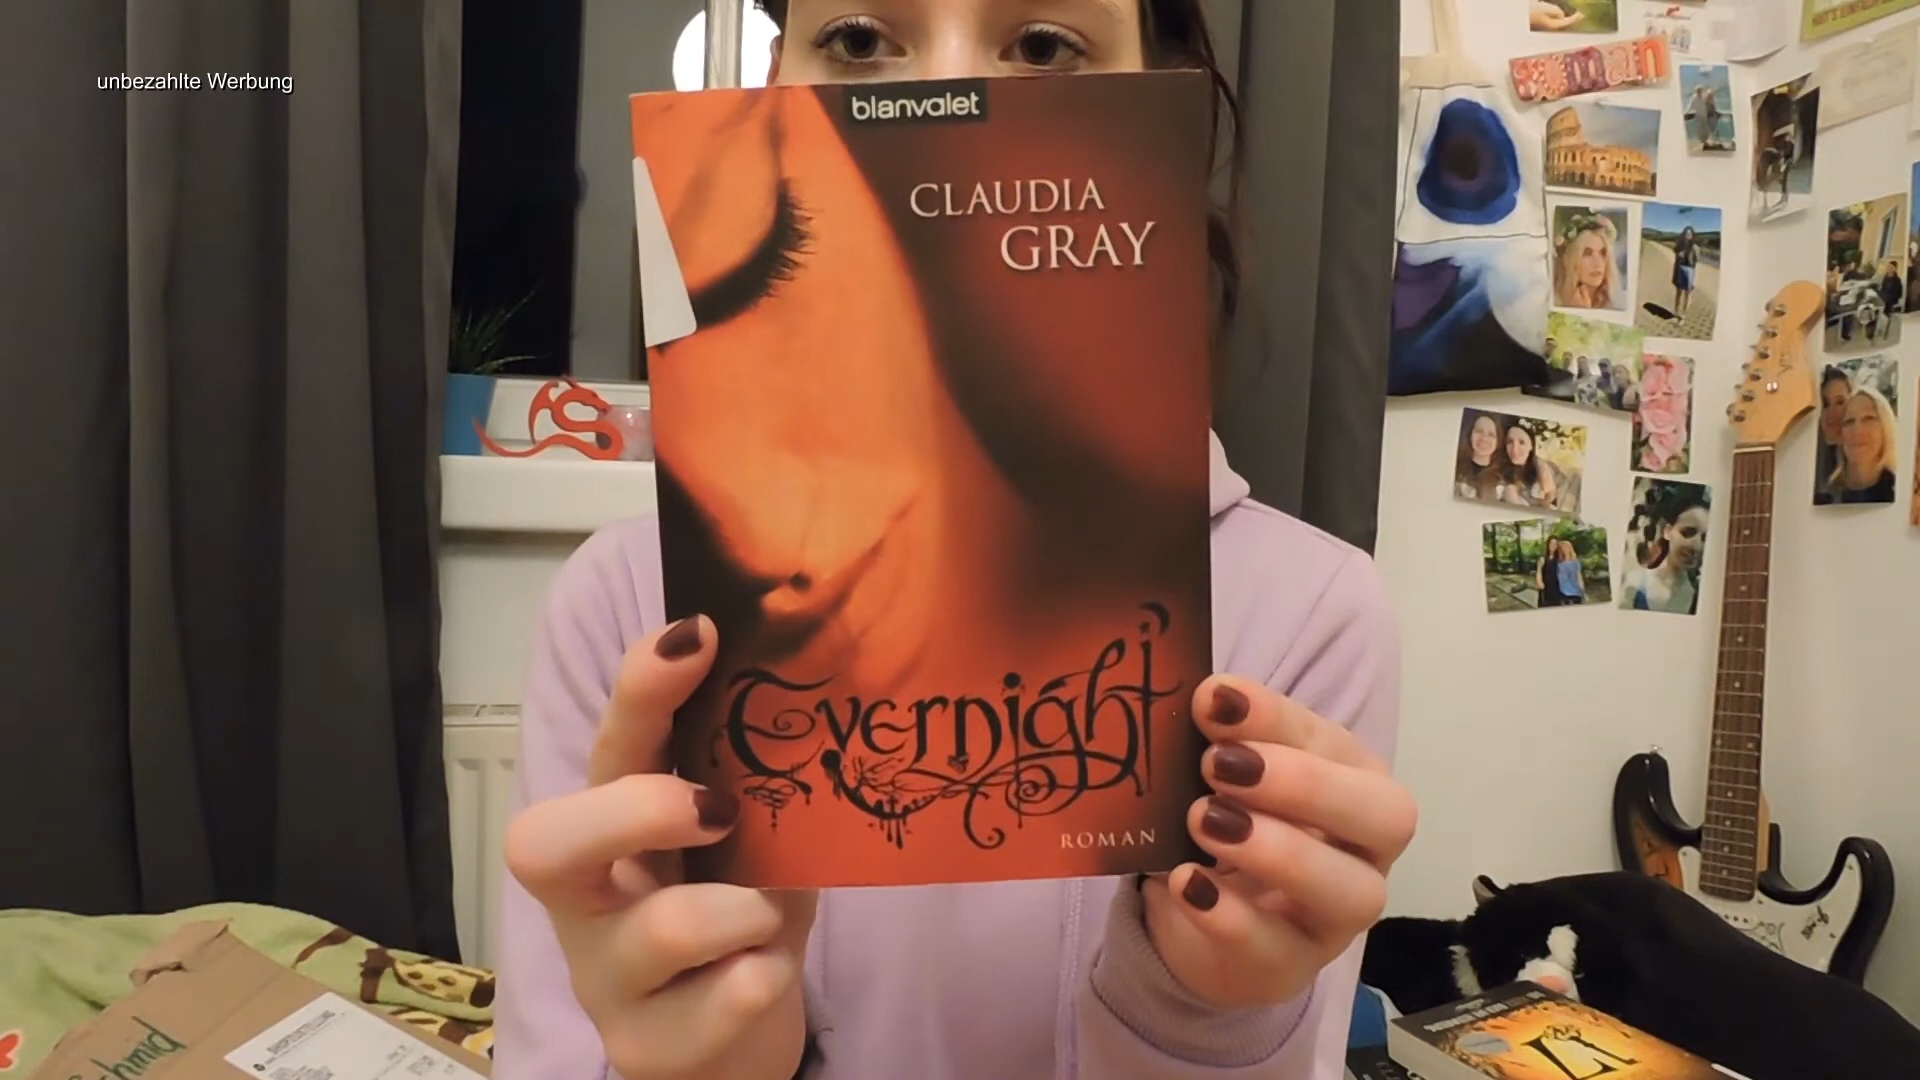 unbezahlte Werbung
blanvalet
CLAUDIA
GRAY
Evernight
ROMAN